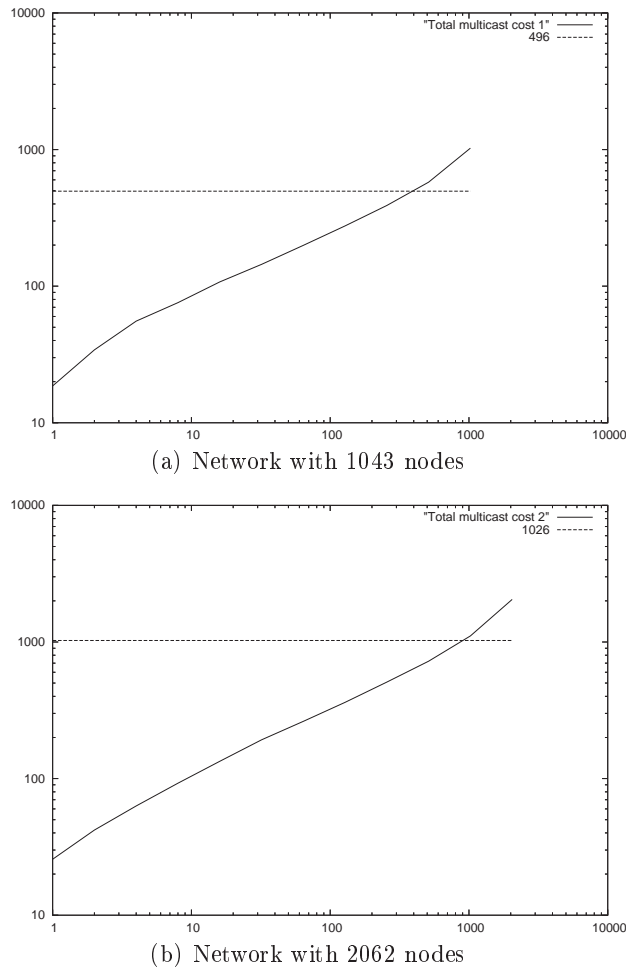 10000
"Total multicast cost 1"
496
1000
100
10
1 10 100 1000 10000
(a) Network with 1043 nodes
10000
"Total multicast cost 2"
1026
1000
100
10
1 10 100 1000 10000
(b) Network with 2062 nodes